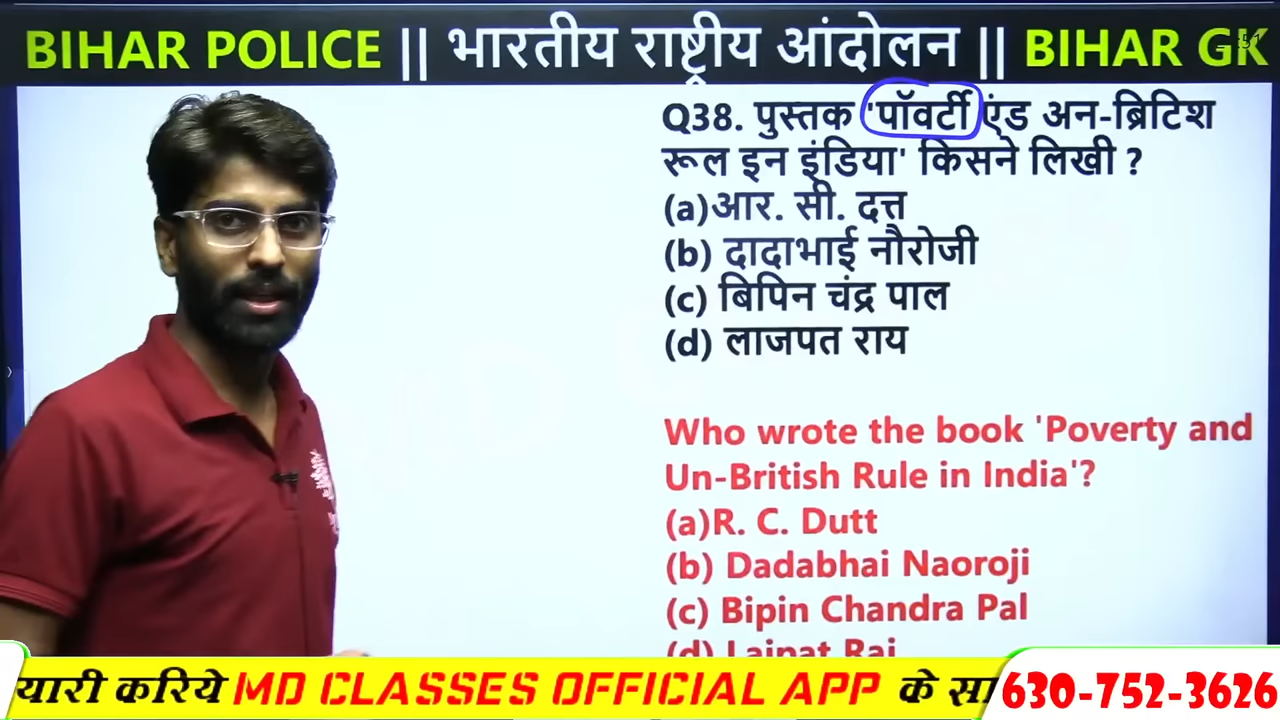 BIHAR POLICE || भारतीय राष्ट्रीय आंदोलन || BIHAR GK
Q38. पुस्तक 'पॉवर्टी एंड अन-ब्रिटिश
रूल इन इंडिया' किसने लिखी ?
(a)आर. सी. दत्त
(b) दादाभाई नौरोजी
(c) बिपिन चंद्र पाल
(d) लाजपत राय
Who wrote the book 'Poverty and
Un-British Rule in India'?
(a)R. C. Dutt
(b) Dadabhai Naoroji
(c) Bipin Chandra Pal
(d) Lajpat Rai
यारी करिये MD CLASSES OFFICIAL APP के सा
630-752-3626